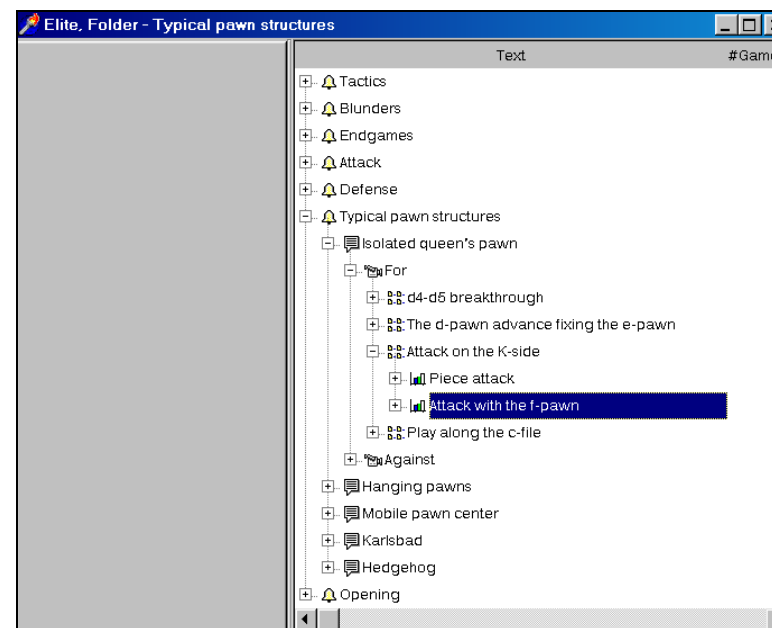 Elite, Folder - Typical pawn structures
Text #Gam
Tactics
Blunders
Endgames
Attack
Defense
Typical pawn structures
Isolated queen's pawn
For
d4-d5 breakthrough
The d-pawn advance fixing the e-pawn
Attack on the K-side
Piece attack
Attack with the f-pawn
Play along the c-file
Against
Hanging pawns
Mobile pawn center
Karlsbad
Hedgehog
Opening